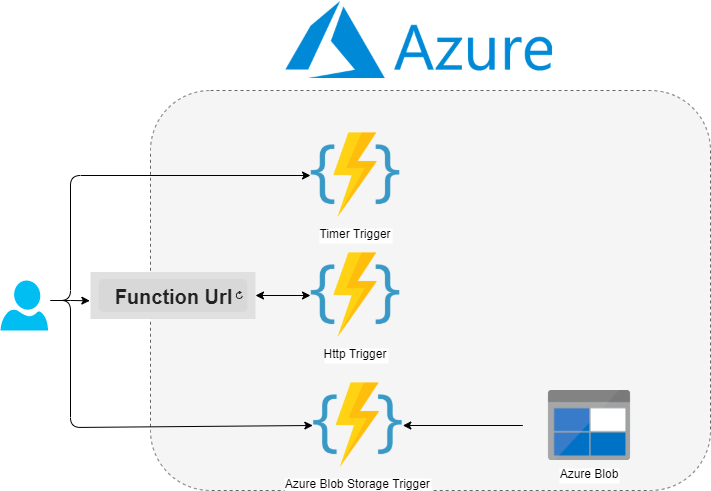 Azure
Timer Trigger
Function Url
Http Trigger
Azure Blob Storage Trigger
Azure Blob